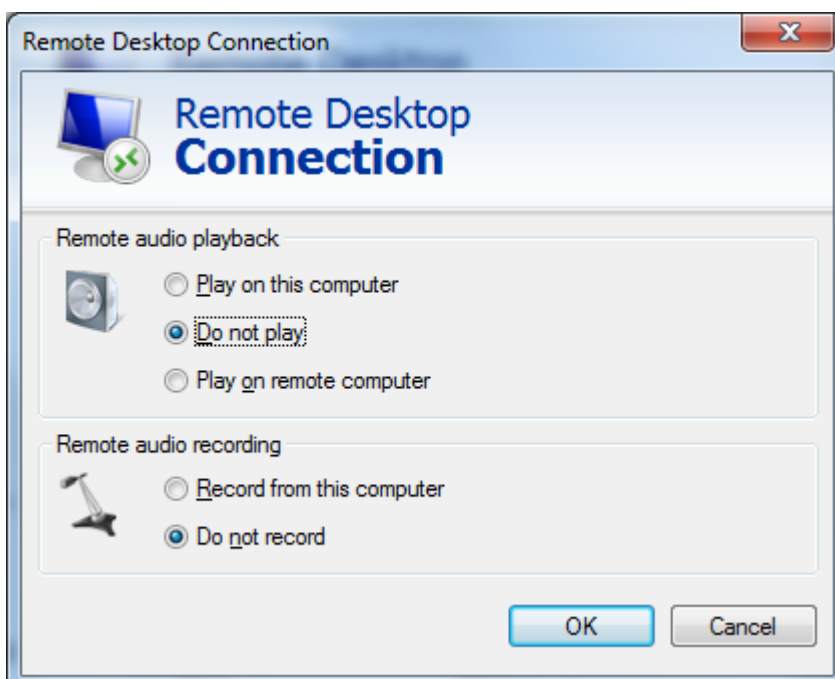 Remote Desktop Connection
Remote Desktop
Connection
Remote audio playback
Play on this computer
Do not play
Play on remote computer
Remote audio recording
Record from this computer
Do not record
OK
Cancel